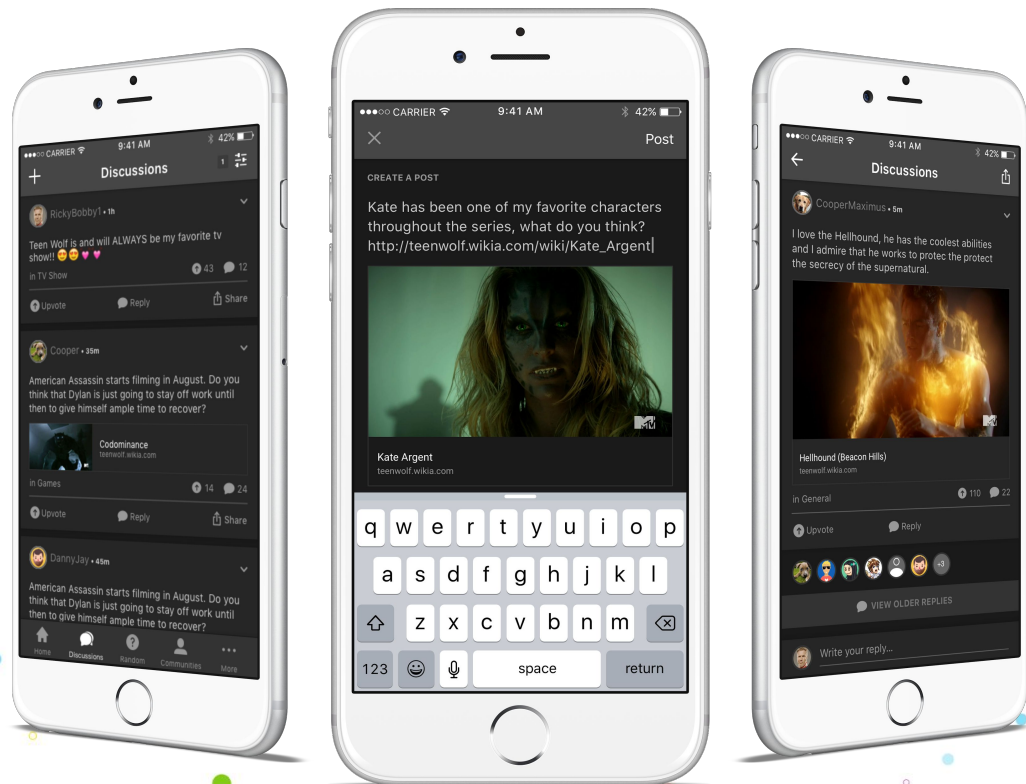 ●●●○○ CARRIER 9:41 AM 42%
Discussions 1
RickyBobby1 • 1h
Teen Wolf is and will ALWAYS be my favorite tv
show!! 😍😍💗💗
in TV Show 43 12
Upvote Reply Share
Cooper • 35m
American Assassin starts filming in August. Do you
think that Dylan is just going to stay off work until
then to give himself ample time to recover?
Codominance
teenwolf.wikia.com
in Games 14 24
Upvote Reply Share
DannyJay • 45m
American Assassin starts filming in August. Do you
think that Dylan is just going to stay off work until
then to give himself ample time to recover?
Home Discussions Random Communities More
●●●○○ CARRIER 9:41 AM 42%
Post
CREATE A POST
Kate has been one of my favorite characters
throughout the series, what do you think?
http://teenwolf.wikia.com/wiki/Kate_Argent
MTV
Kate Argent
teenwolf.wikia.com
q w e r t y u i o p
a s d f g h j k l
z x c v b n m
123 space return
●●●○○ CARRIER 9:41 AM 42%
Discussions
CooperMaximus • 5m
I love the Hellhound, he has the coolest abilities
and I admire that he works to protec the protect
the secrecy of the supernatural.
MTV
Hellhound (Beacon Hills)
teenwolf.wikia.com
in General 110 22
Upvote Reply
+3
VIEW OLDER REPLIES
Write your reply...